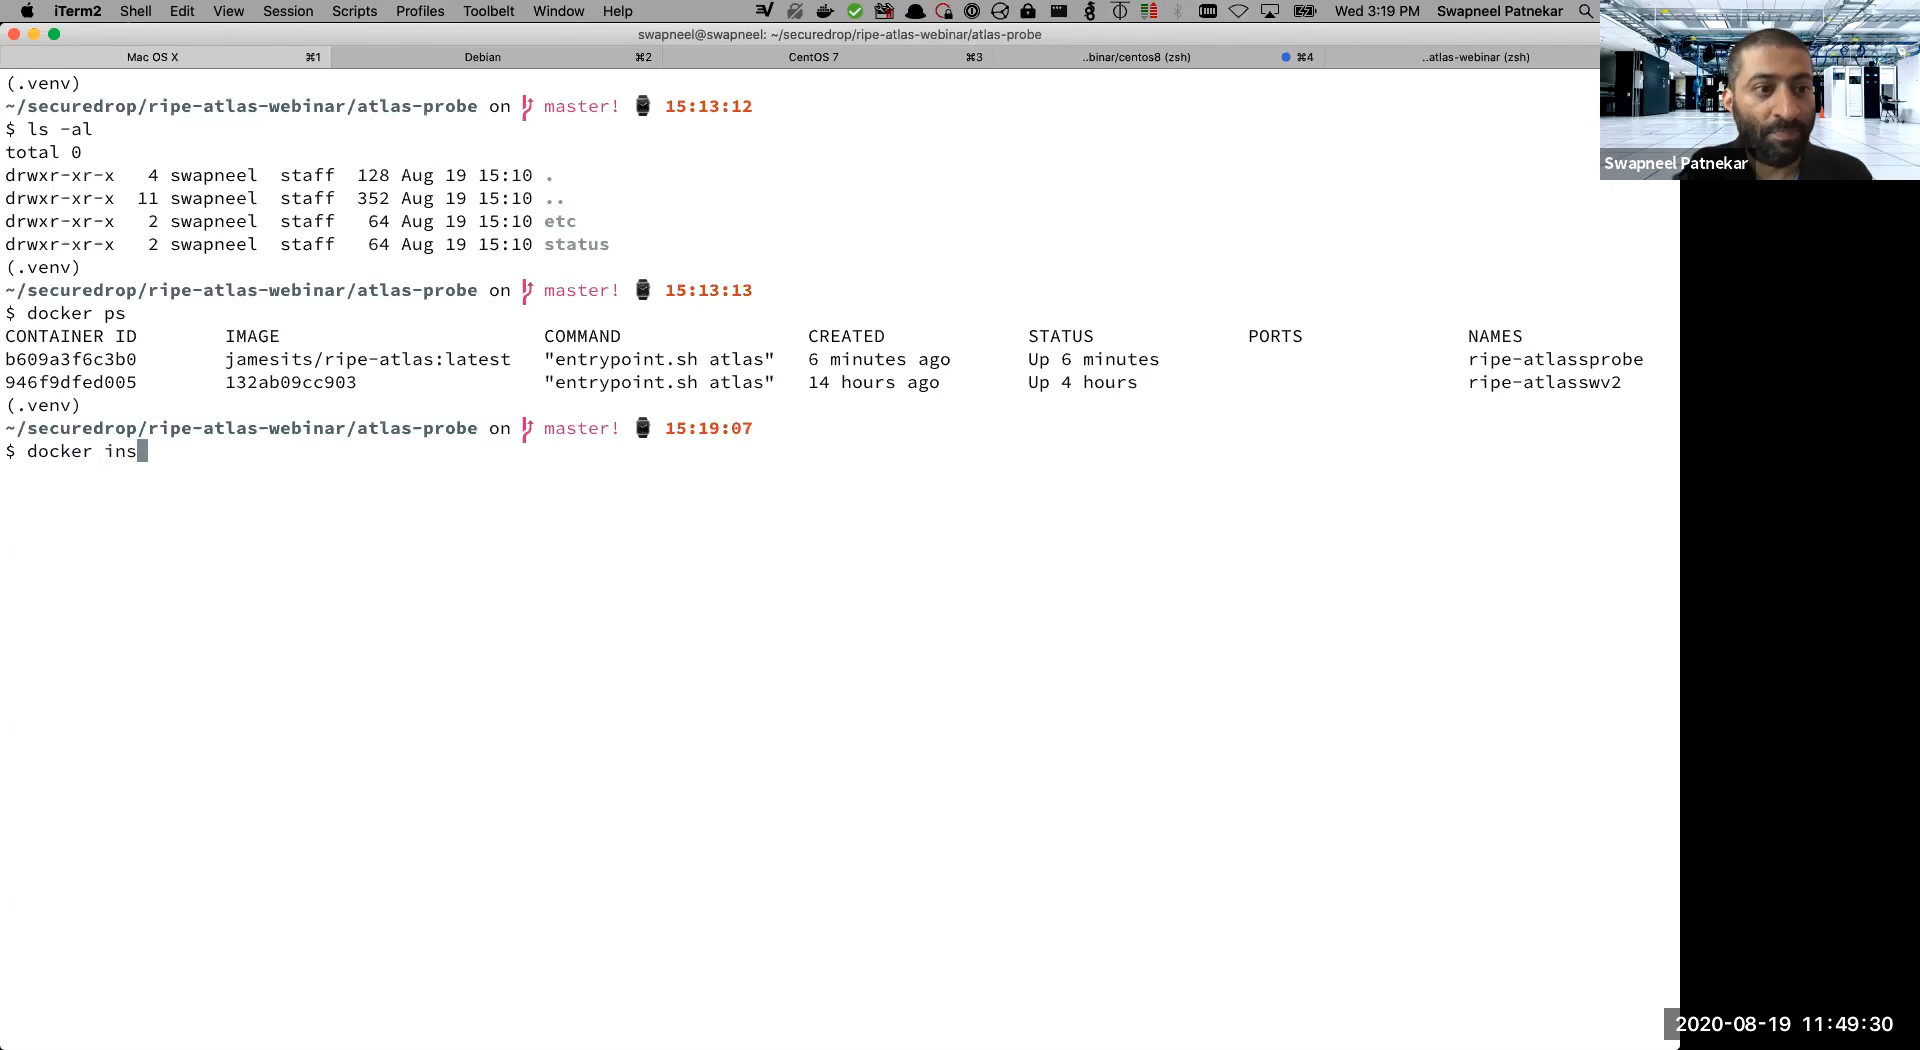 iTerm2 Shell Edit View Session Scripts Profiles Toolbelt Window Help Wed 3:19 PM Swapneel Patnekar
swapneel@swapneel: ~/securedrop/ripe-atlas-webinar/atlas-probe
Mac OS X ⌘1 Debian ⌘2 CentOS 7 ⌘3 ..binar/centos8 (zsh) ⌘4 ..atlas-webinar (zsh)
(.venv)
~/securedrop/ripe-atlas-webinar/atlas-probe on master! 15:13:12
$ ls -al
total 0
drwxr-xr-x 4 swapneel staff 128 Aug 19 15:10 .
drwxr-xr-x 11 swapneel staff 352 Aug 19 15:10 ..
drwxr-xr-x 2 swapneel staff 64 Aug 19 15:10 etc
drwxr-xr-x 2 swapneel staff 64 Aug 19 15:10 status
(.venv)
~/securedrop/ripe-atlas-webinar/atlas-probe on master! 15:13:13
$ docker ps
CONTAINER ID IMAGE COMMAND CREATED STATUS PORTS NAMES
b609a3f6c3b0 jamesits/ripe-atlas:latest "entrypoint.sh atlas" 6 minutes ago Up 6 minutes ripe-atlassprobe
946f9dfed005 132ab09cc903 "entrypoint.sh atlas" 14 hours ago Up 4 hours ripe-atlasswv2
(.venv)
~/securedrop/ripe-atlas-webinar/atlas-probe on master! 15:19:07
$ docker ins
Swapneel Patnekar
2020-08-19 11:49:30